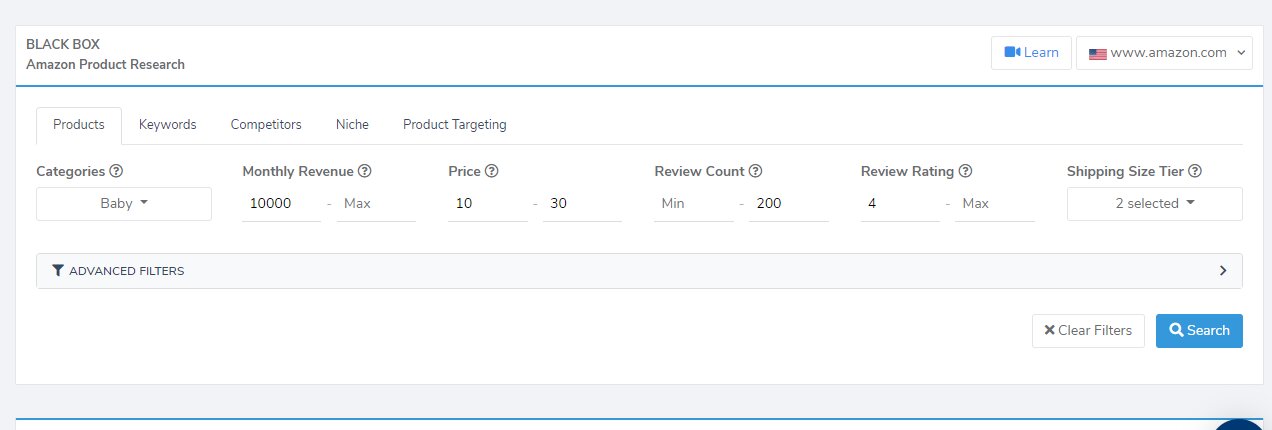 BLACK BOX
Amazon Product Research
Learn
www.amazon.com
Products Keywords Competitors Niche Product Targeting
Categories Monthly Revenue Price Review Count Review Rating Shipping Size Tier
Baby 10000 - Max 10 - 30 Min - 200 4 - Max 2 selected
ADVANCED FILTERS
Clear Filters Search